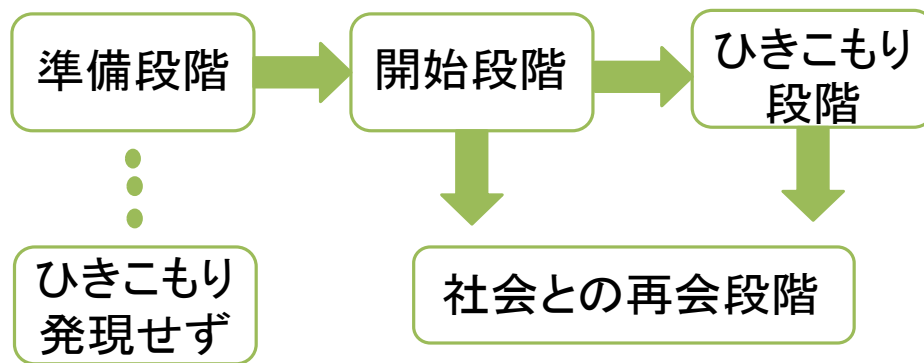 準備段階
開始段階
ひきこもり
段階
ひきこもり
発現せず
社会との再会段階